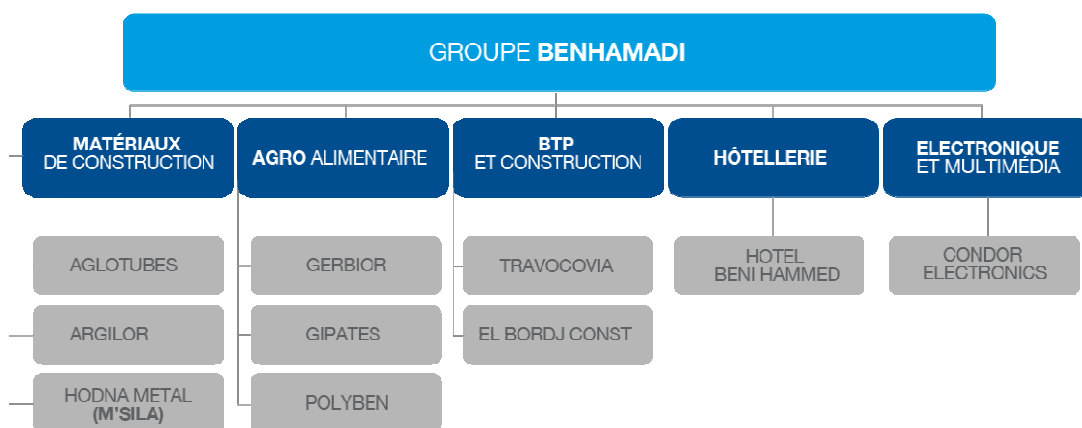 GROUPE BENHAMADI
MATÉRIAUX
DE CONSTRUCTION
AGRO ALIMENTAIRE
BTP
ET CONSTRUCTION
HÔTELLERIE
ELECTRONIQUE
ET MULTIMÉDIA
AGLOTUBES
GERBIOR
TRAVOCOVIA
HOTEL
BENI HAMMED
CONDOR
ELECTRONICS
ARGILOR
GIPATES
EL BORDJ CONST
HODNA METAL
(M'SILA)
POLYBEN